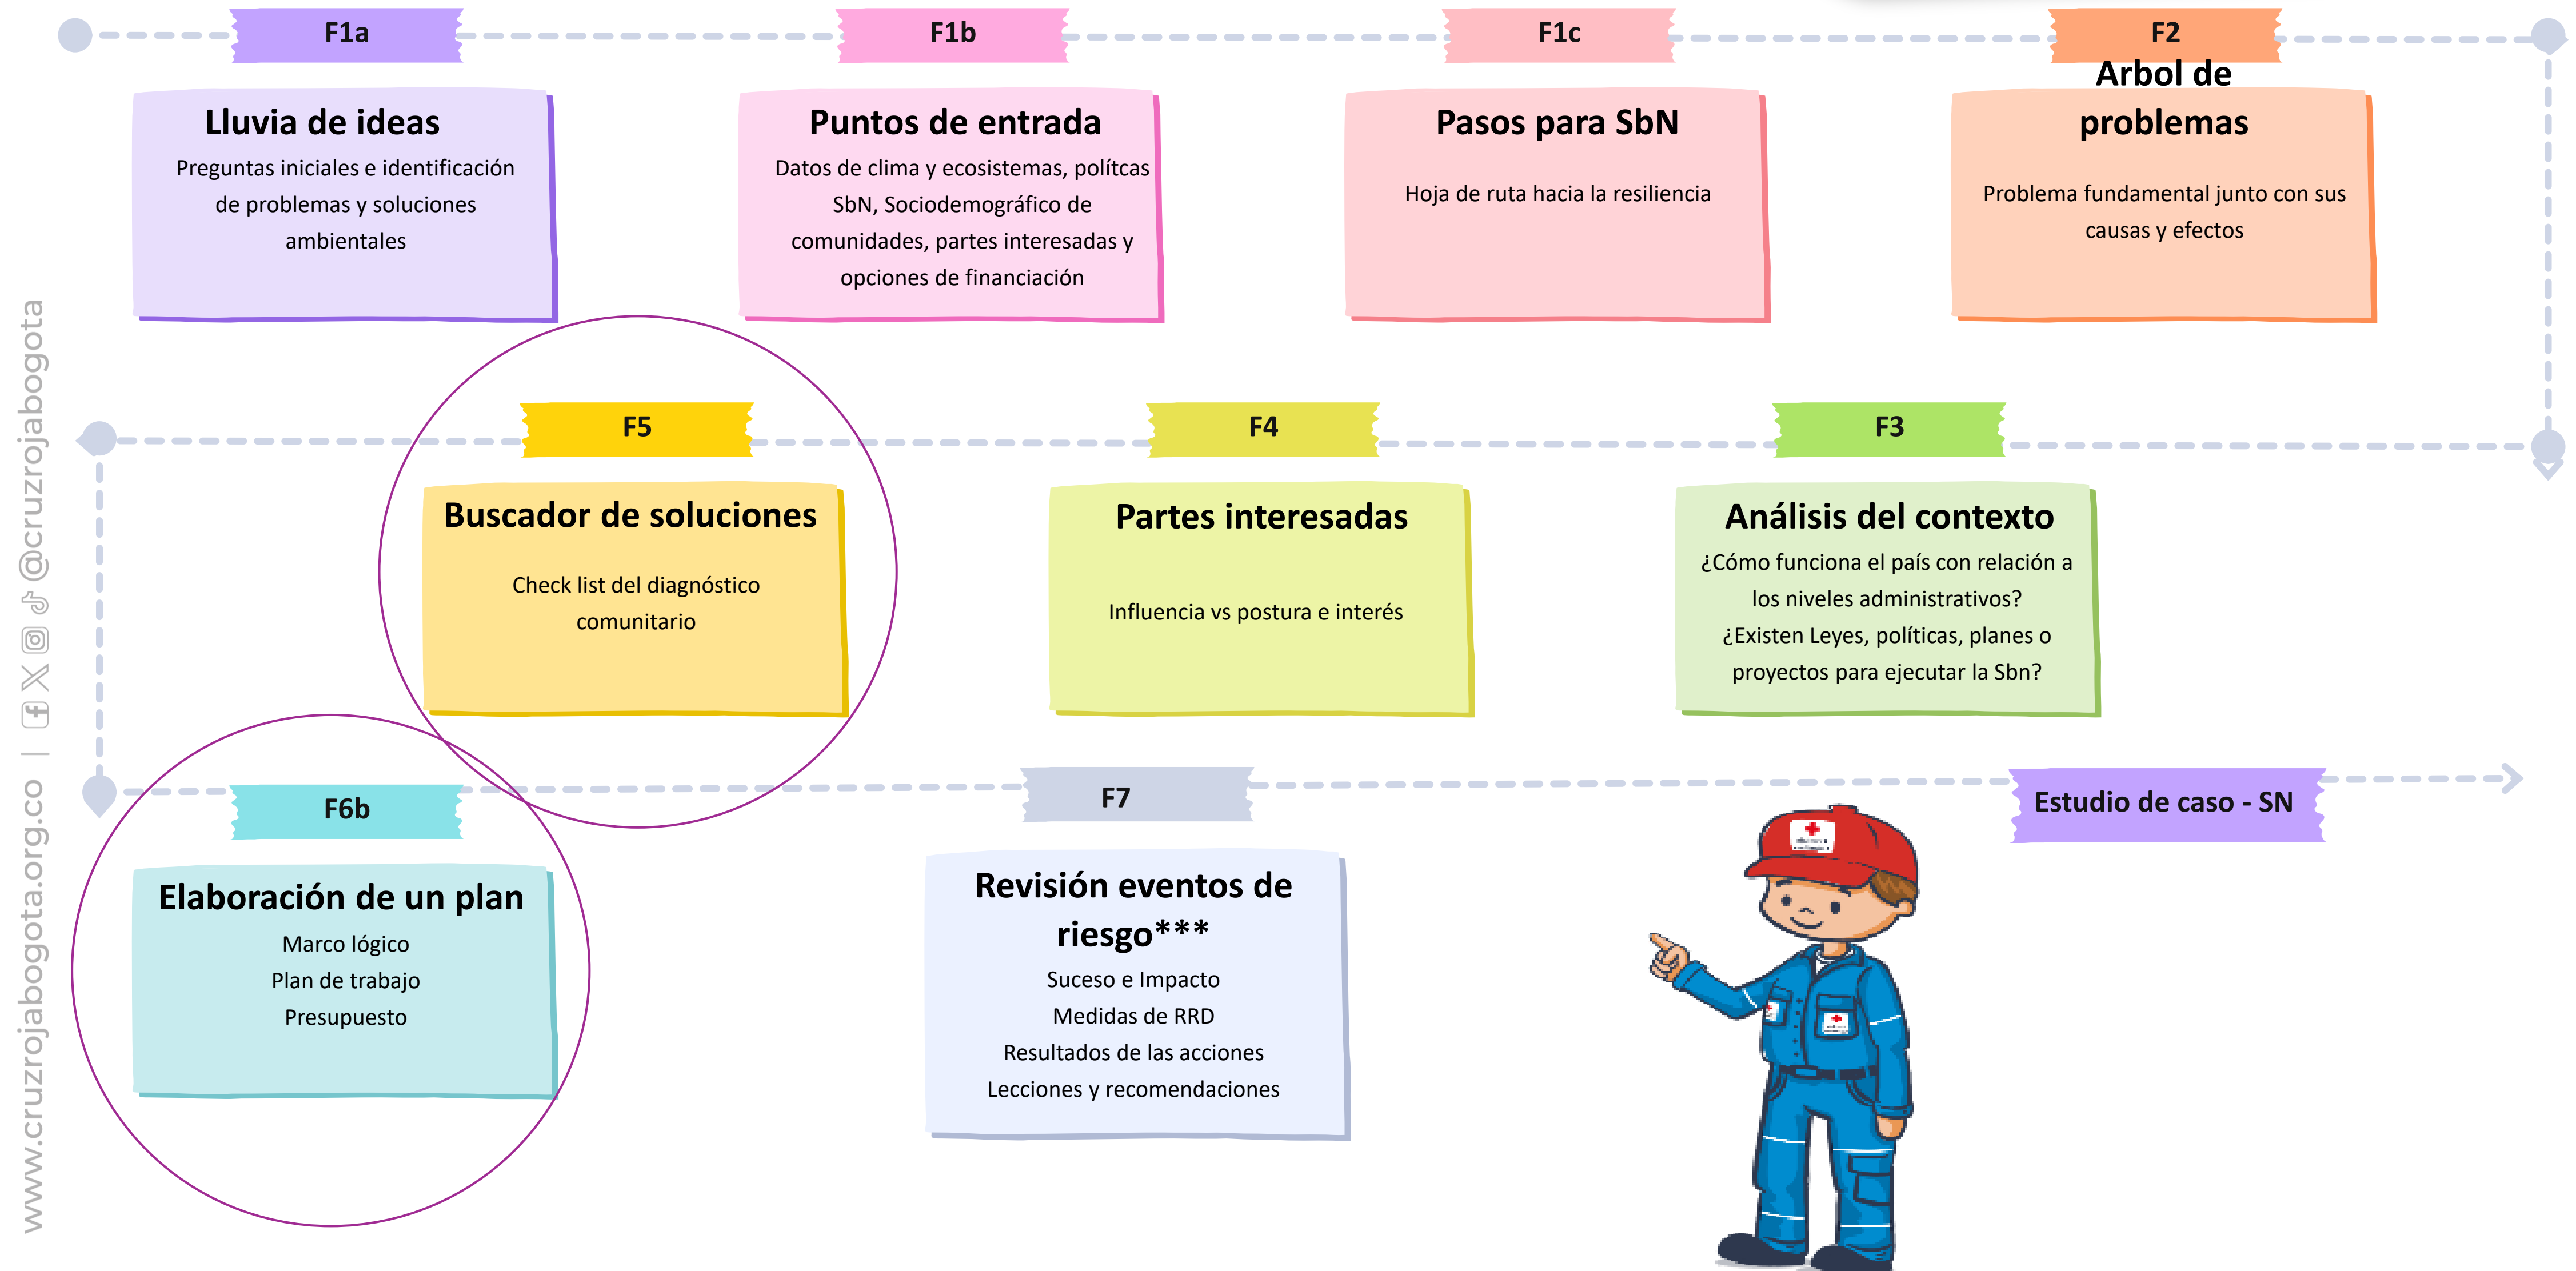 F1a
Lluvia de ideas
Preguntas iniciales e identificación
de problemas y soluciones
ambientales
F1b
Puntos de entrada
Datos de clima y ecosistemas, polítcas
SbN, Sociodemográfico de
comunidades, partes interesadas y
opciones de financiación
F1c
Pasos para SbN
Hoja de ruta hacia la resiliencia
F2
Arbol de
problemas
Problema fundamental junto con sus
causas y efectos
F3
Análisis del contexto
¿Cómo funciona el país con relación a
los niveles administrativos?
¿Existen Leyes, políticas, planes o
proyectos para ejecutar la Sbn?
F4
Partes interesadas
Influencia vs postura e interés
F5
Buscador de soluciones
Check list del diagnóstico
comunitario
F6b
Elaboración de un plan
Marco lógico
Plan de trabajo
Presupuesto
F7
Revisión eventos de
riesgo***
Suceso e Impacto
Medidas de RRD
Resultados de las acciones
Lecciones y recomendaciones
Estudio de caso - SN
www.cruzrojabogota.org.co | @cruzrojabogota